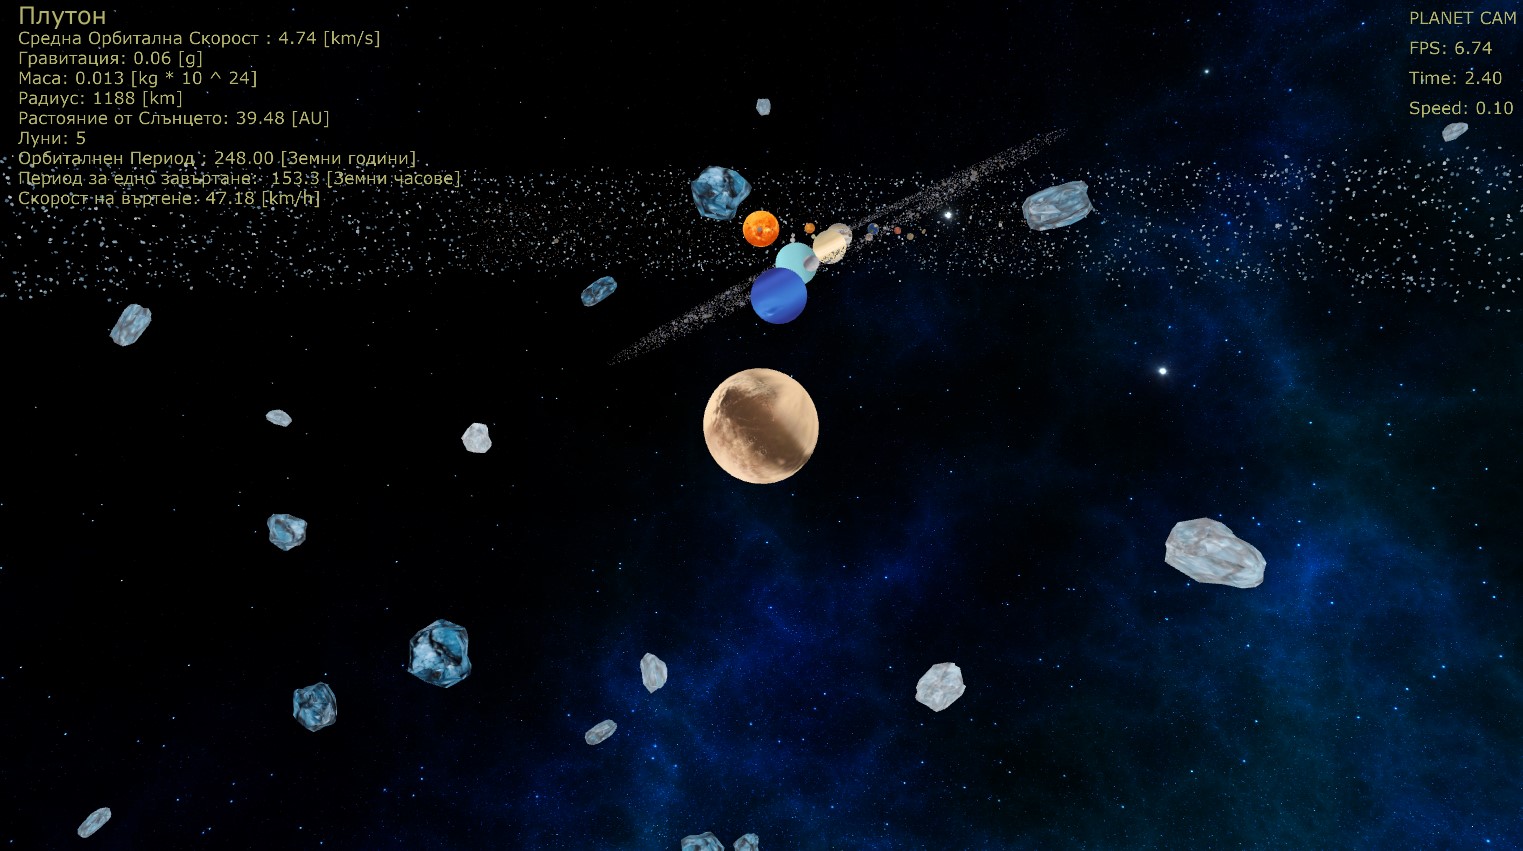 Плутон
Средна Орбитална Скорост : 4.74 [km/s]
Гравитация: 0.06 [g]
Маса: 0.013 [kg * 10 ^ 24]
Радиус: 1188 [km]
Растояние от Слънцето: 39.48 [AU]
Луни: 5
Орбиталнен Период : 248.00 [Земни години]
Период за едно завъртане: 153.3 [Земни часове]
Скорост на въртене: 47.18 [km/h]
PLANET CAM
FPS: 6.74
Time: 2.40
Speed: 0.10